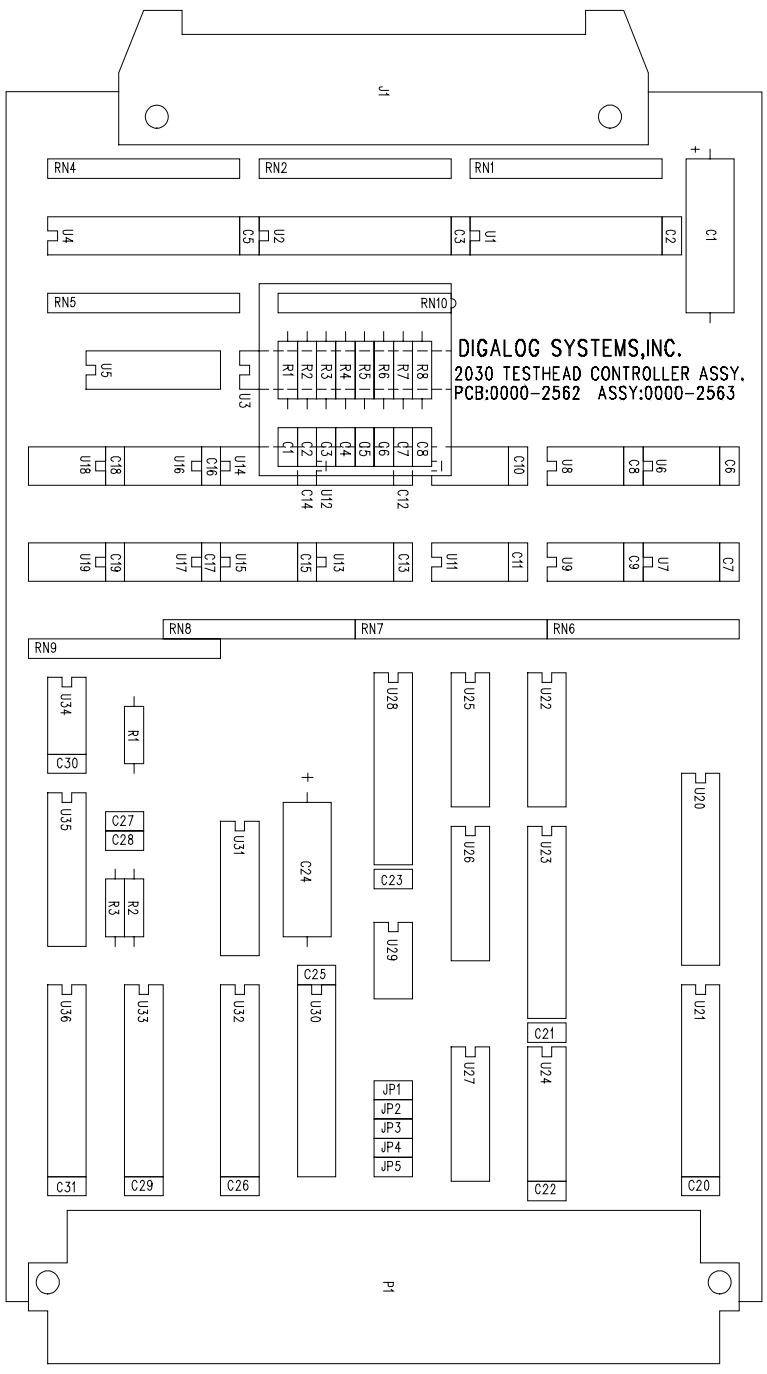 J1
+
RN4 RN2 RN1
U4 C5 U2 C3 U1 C2 C1
RN5 RN10
DIGALOG SYSTEMS,INC.
2030 TESTHEAD CONTROLLER ASSY.
PCB:0000-2562 ASSY:0000-2563
U5 U3 R1 R2 R3 R4 R5 R6 R7 R8
C1 C2 C3 C4 C5 C6 C7 C8
U18 C18 U16 C16 U14 C10 U8 C8 U6 C6
C14 U12 C12
U19 C19 U17 C17 U15 C15 U13 C13 U11 C11 U9 C9 U7 C7
RN8 RN7 RN6
RN9
U34 R1 U28 U25 U22
C30
+
U20
U35 C27 U31 U26 U23
C28
C24
C23
R3 R2
U29
C25
U36 U33 U32 U30 U21
C21
U27 U24
JP1
JP2
JP3
JP4
JP5
C31 C29 C26 C22 C20
P1